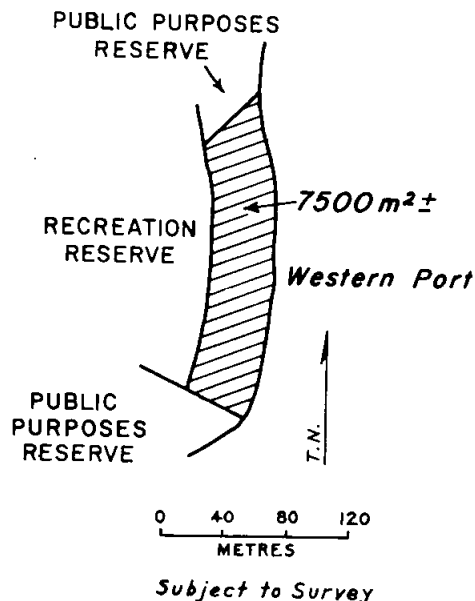 PUBLIC PURPOSES
RESERVE
7500 m² ±
RECREATION
RESERVE
Western Port
PUBLIC
PURPOSES
RESERVE
T.N.
0 40 80 120
METRES
Subject to Survey